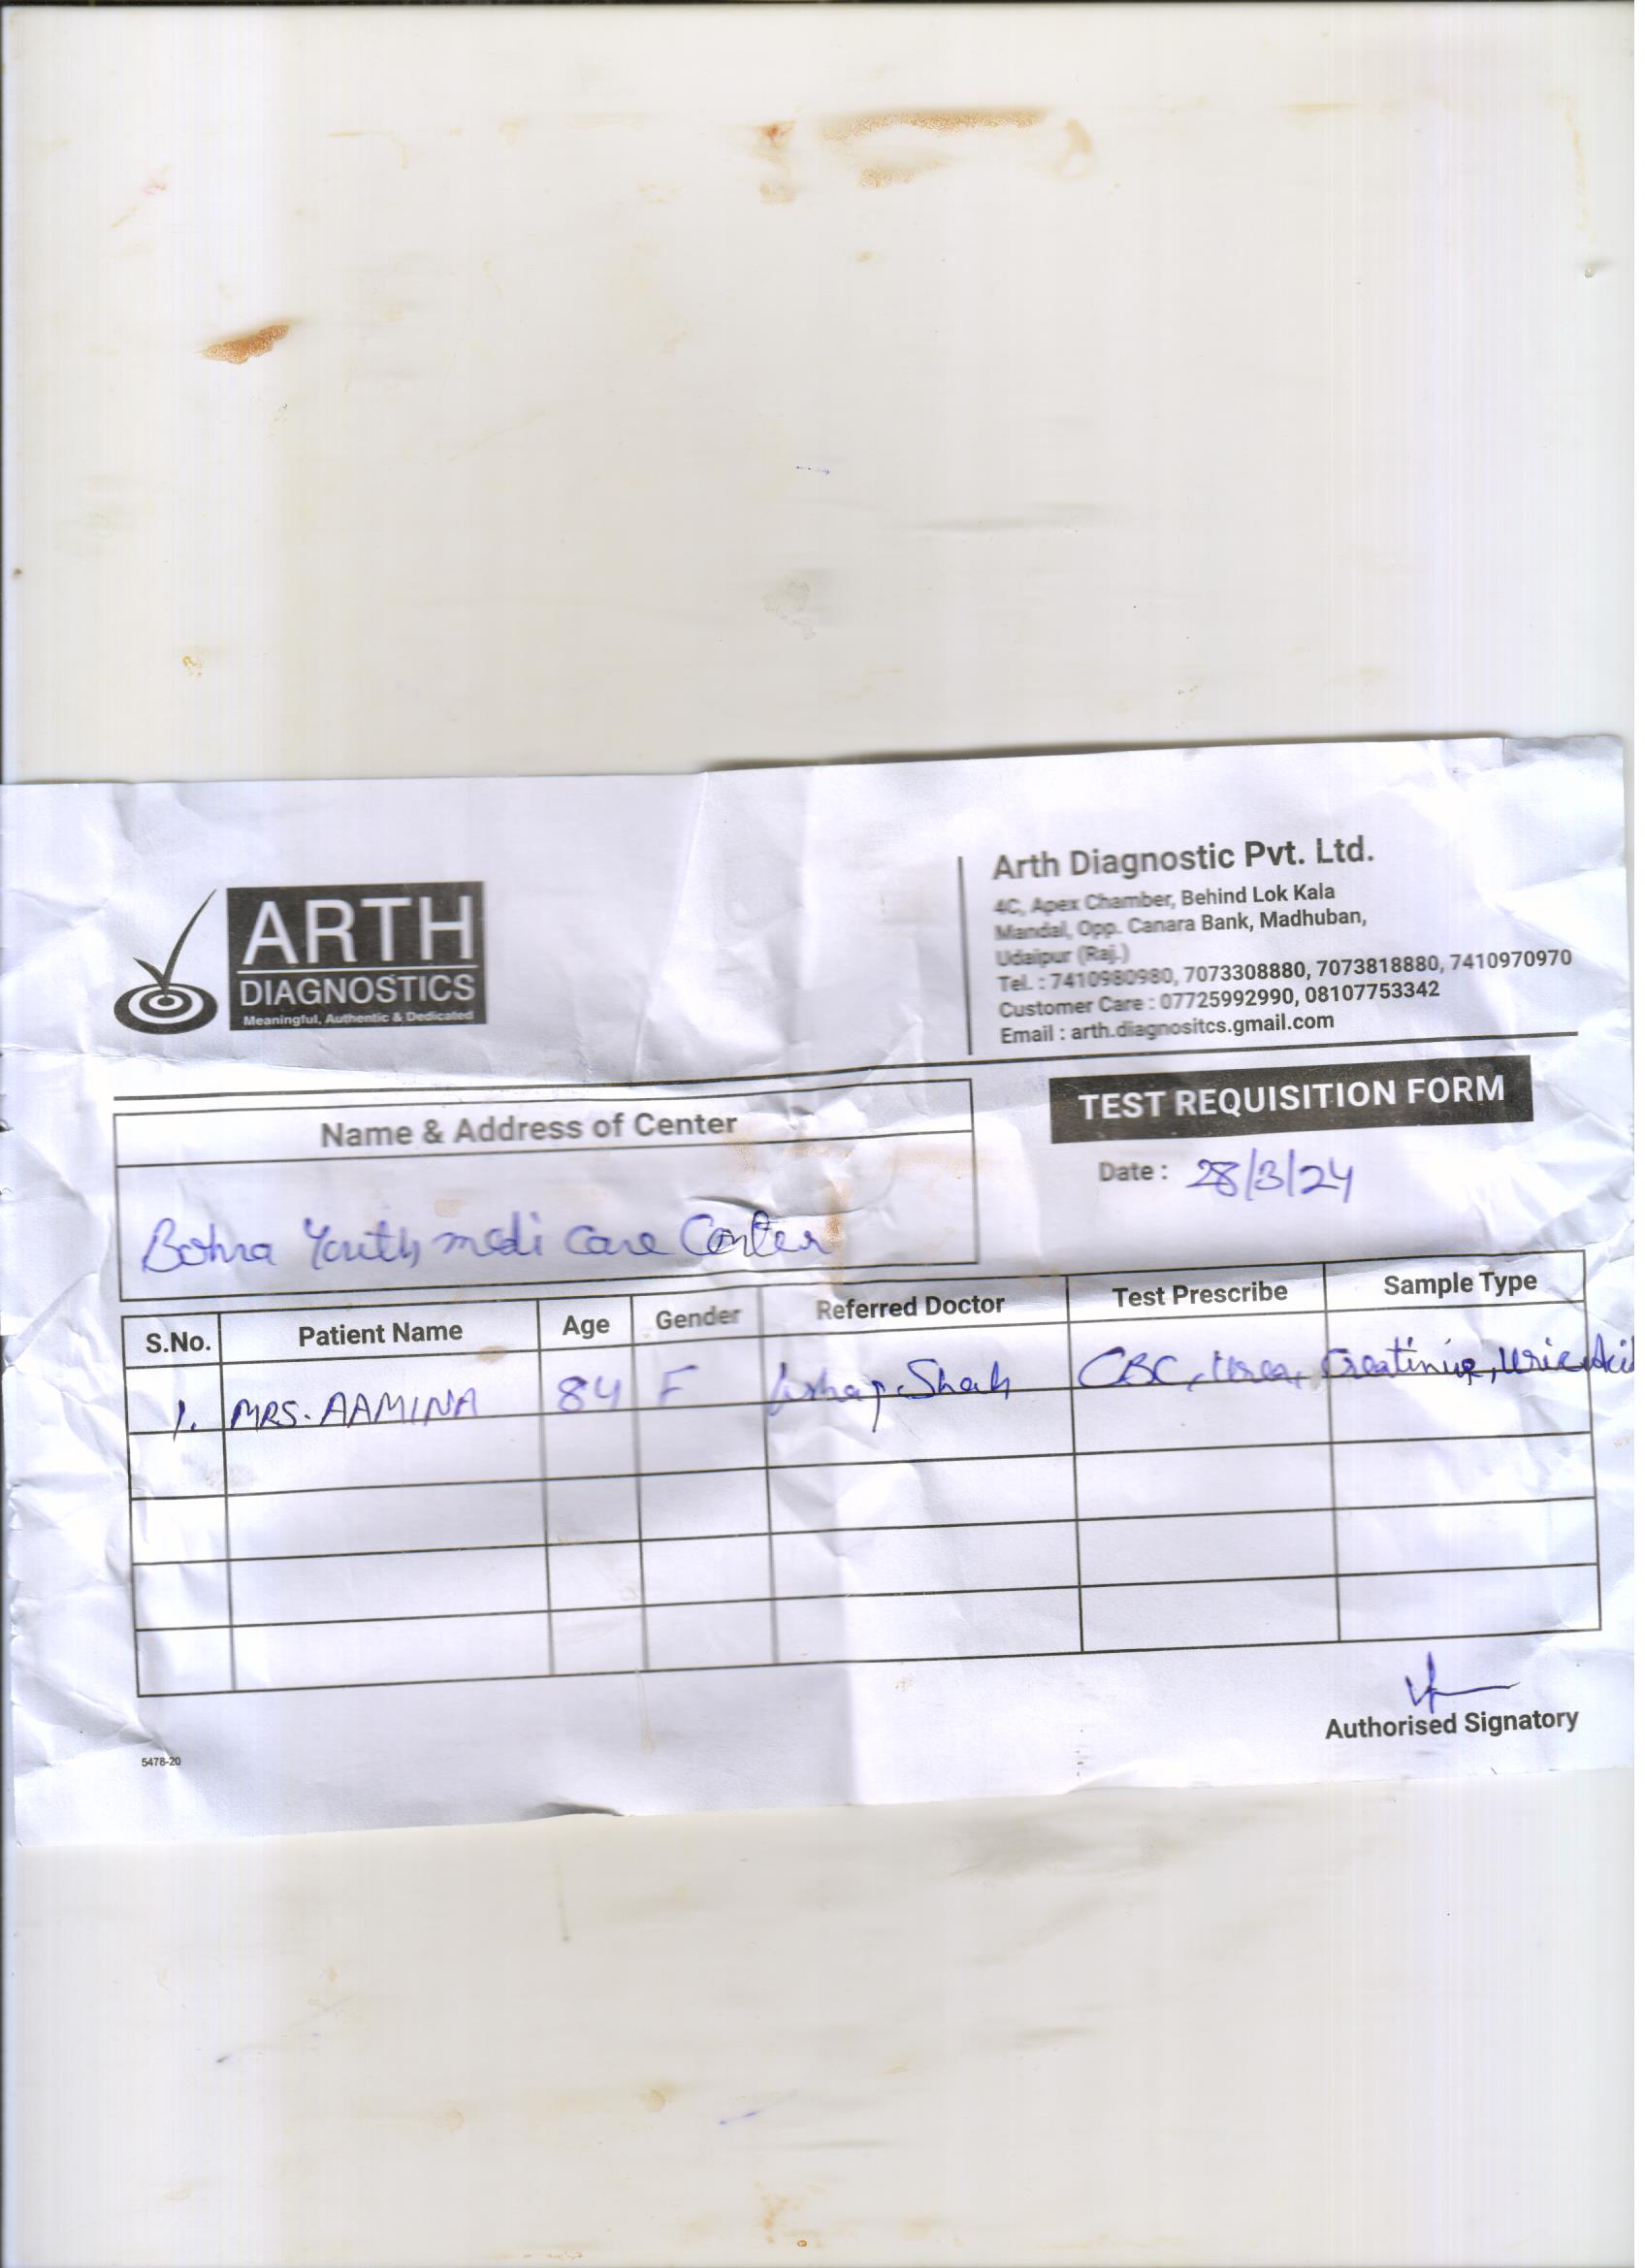 ARTH
DIAGNOSTICS
Meaningful, Authentic & Dedicated
Arth Diagnostic Pvt. Ltd.
4C, Apex Chamber, Behind Lok Kala
Mandal, Opp. Canara Bank, Madhuban,
Udaipur (Raj.)
Tel. : 7410980980, 7073308880, 7073818880, 7410970970
Customer Care : 07725992990, 08107753342
Email : arth.diagnositcs.gmail.com
TEST REQUISITION FORM
Name & Address of Center
Date : 28/3/24
Bohra Youth medi care Center
S.No. Patient Name Age Gender Referred Doctor Test Prescribe Sample Type
1. MRS. AAMINA 84 F Shah CBC, Urea, Creatinine, Uric Acid
Authorised Signatory
5478-20